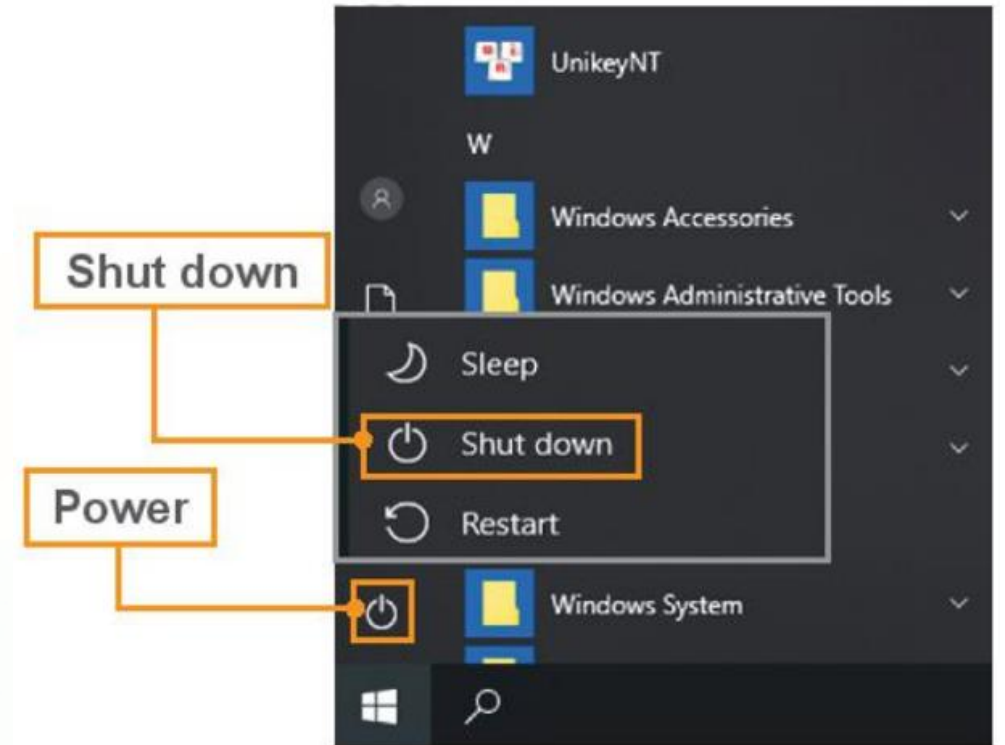 UnikeyNT
W
Windows Accessories
Shut down
Windows Administrative Tools
Sleep
Shut down
Power
Restart
Windows System